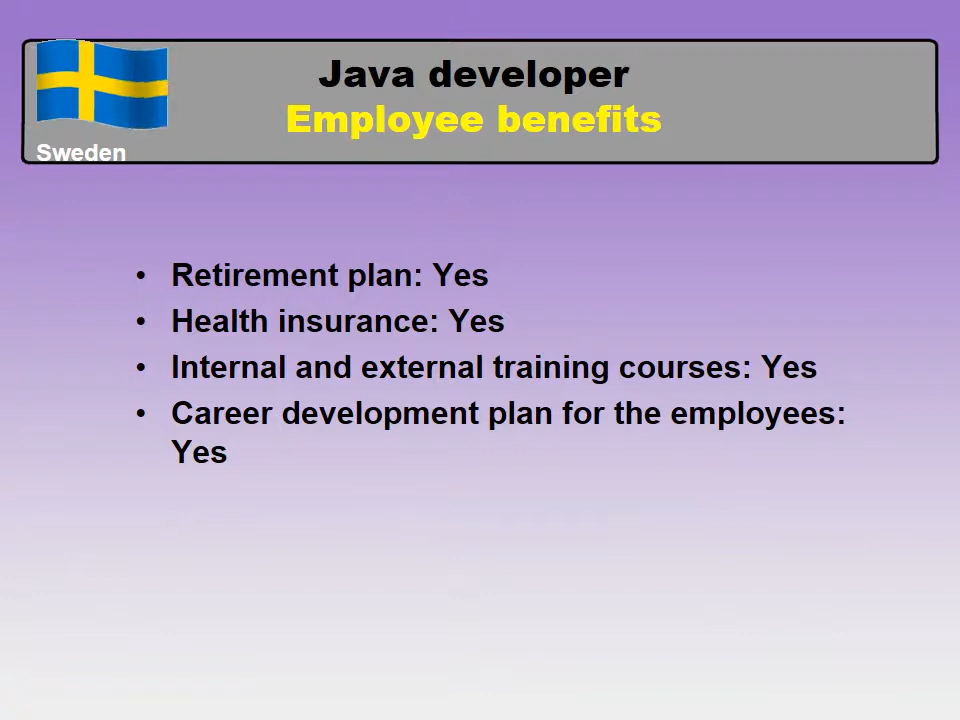 Java developer
Employee benefits
Sweden
• Retirement plan: Yes
• Health insurance: Yes
• Internal and external training courses: Yes
• Career development plan for the employees:
Yes